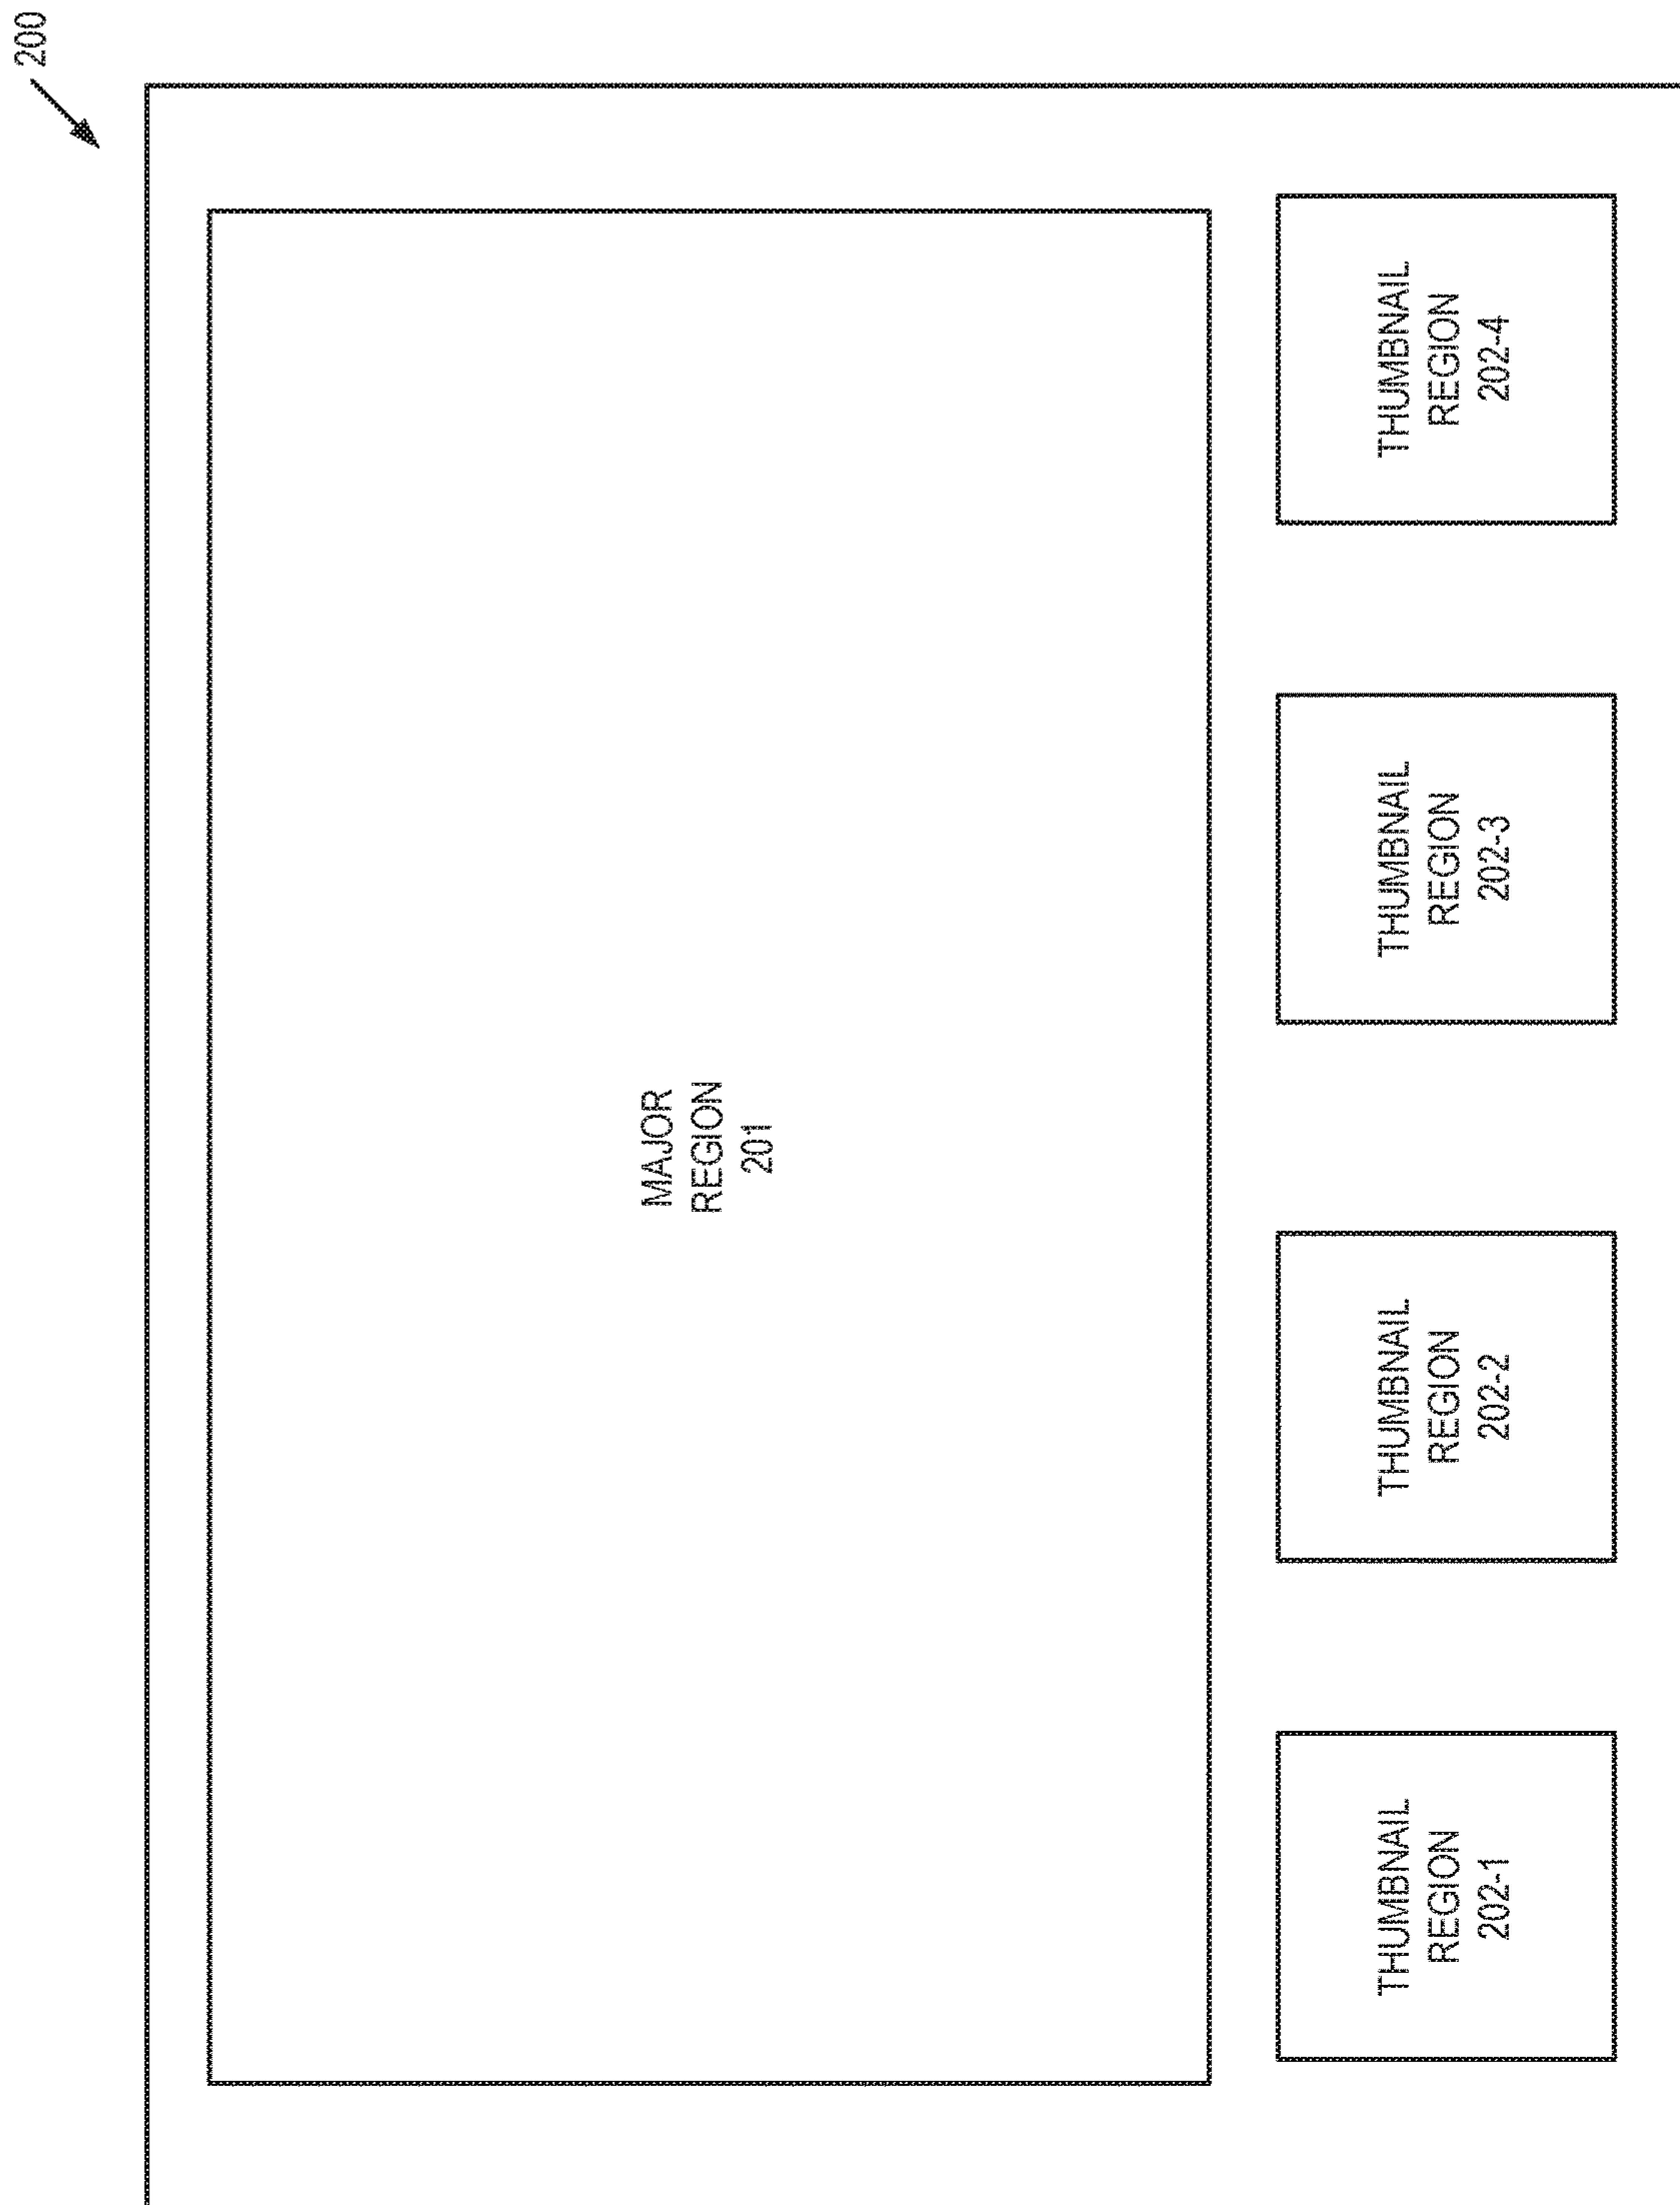 200
MAJOR
REGION
201
THUMBNAIL
REGION
202-1
THUMBNAIL
REGION
202-2
THUMBNAIL
REGION
202-3
THUMBNAIL
REGION
202-4